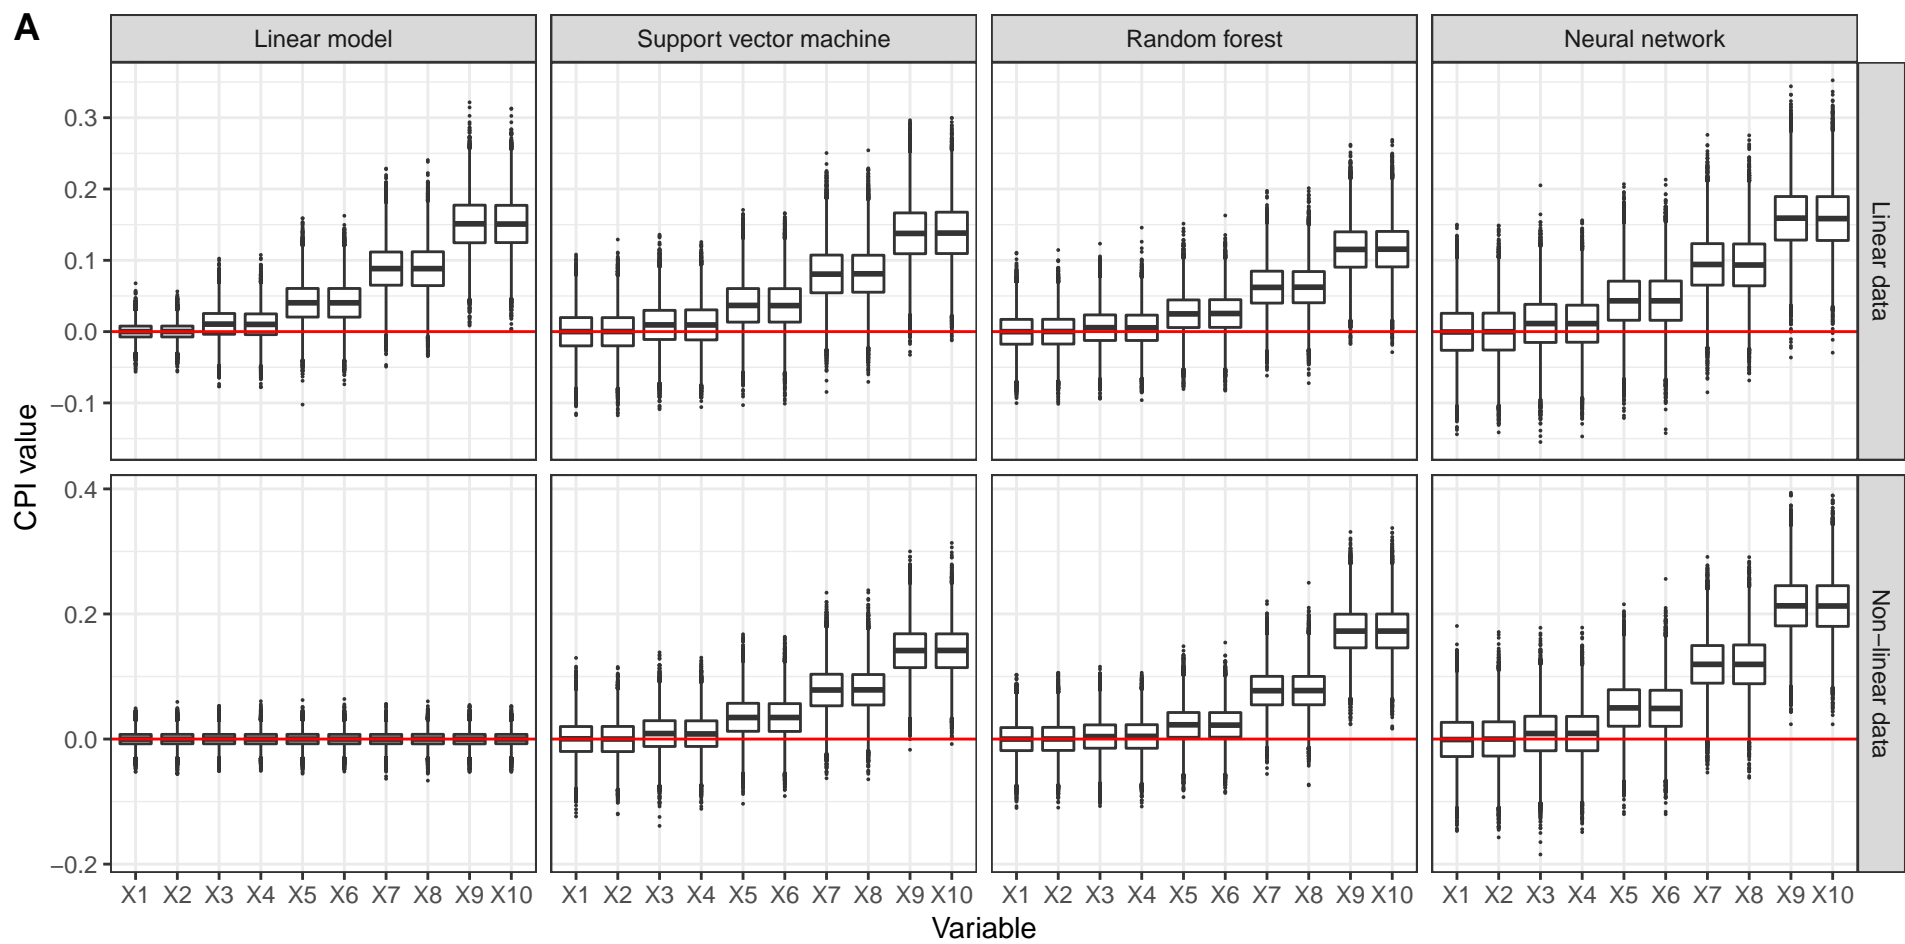 A
Linear model
Support vector machine
Random forest
Neural network
CPI value
0.3
0.2
0.1
0.0
−0.1
Linear data
0.4
0.2
0.0
−0.2
Non−linear data
X1 X2 X3 X4 X5 X6 X7 X8 X9 X10
X1 X2 X3 X4 X5 X6 X7 X8 X9 X10
X1 X2 X3 X4 X5 X6 X7 X8 X9 X10
X1 X2 X3 X4 X5 X6 X7 X8 X9 X10
Variable